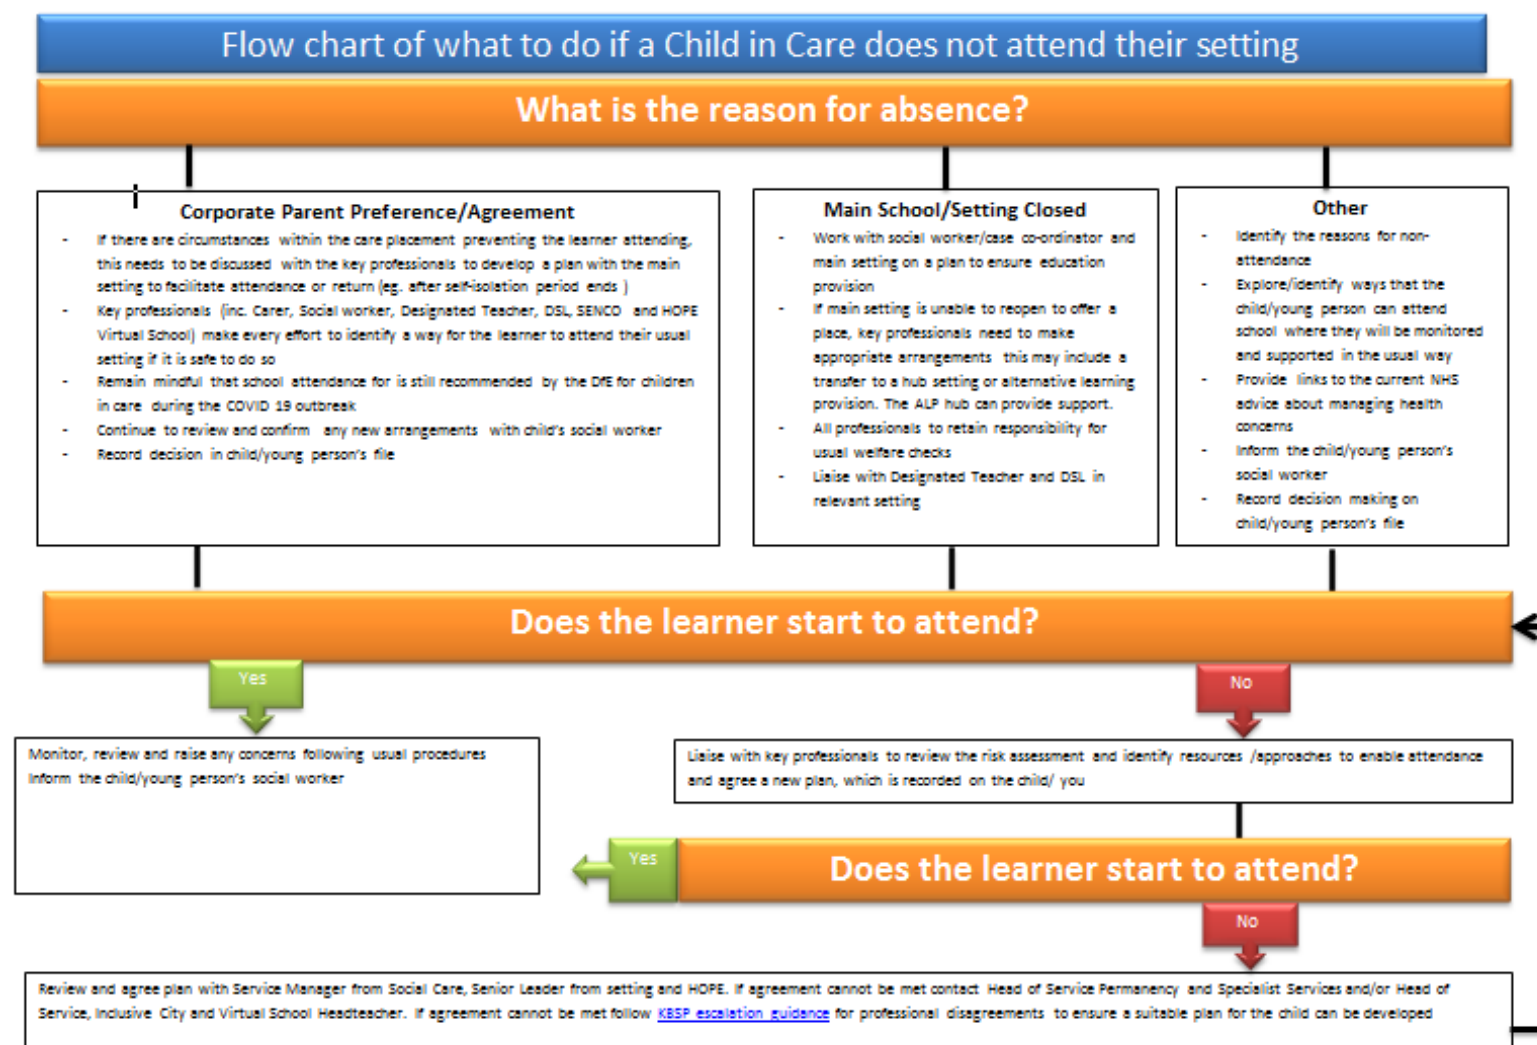 Flow chart of what to do if a Child in Care does not attend their setting
What is the reason for absence?
Corporate Parent Preference/Agreement
- If there are circumstances within the care placement preventing the learner attending,
this needs to be discussed with the key professionals to develop a plan with the main
setting to facilitate attendance or return (eg. after self-isolation period ends )
- Key professionals (inc. Carer, Social worker, Designated Teacher, DSL, SENCO and HOPE
Virtual School) make every effort to identify a way for the learner to attend their usual
setting if it is safe to do so
- Remain mindful that school attendance for is still recommended by the DfE for children
in care during the COVID 19 outbreak
- Continue to review and confirm any new arrangements with child's social worker
- Record decision in child/young person's file
Main School/Setting Closed
- Work with social worker/case co-ordinator and
main setting on a plan to ensure education
provision
- If main setting is unable to reopen to offer a
place, key professionals need to make
appropriate arrangements this may include a
transfer to a hub setting or alternative learning
provision. The ALP hub can provide support.
- All professionals to retain responsibility for
usual welfare checks
- Liaise with Designated Teacher and DSL in
relevant setting
Other
- Identify the reasons for non-
attendance
- Explore/identify ways that the
child/young person can attend
school where they will be monitored
and supported in the usual way
- Provide links to the current NHS
advice about managing health
concerns
- Inform the child/young person's
social worker
- Record decision making on
child/young person's file
Does the learner start to attend?
Yes
No
Monitor, review and raise any concerns following usual procedures
Inform the child/young person's social worker
Liaise with key professionals to review the risk assessment and identify resources /approaches to enable attendance
and agree a new plan, which is recorded on the child/ you
Yes
Does the learner start to attend?
No
Review and agree plan with Service Manager from Social Care, Senior Leader from setting and HOPE. If agreement cannot be met contact Head of Service Permanency and Specialist Services and/or Head of
Service, Inclusive City and Virtual School Headteacher. If agreement cannot be met follow KBSP escalation guidance for professional disagreements to ensure a suitable plan for the child can be developed